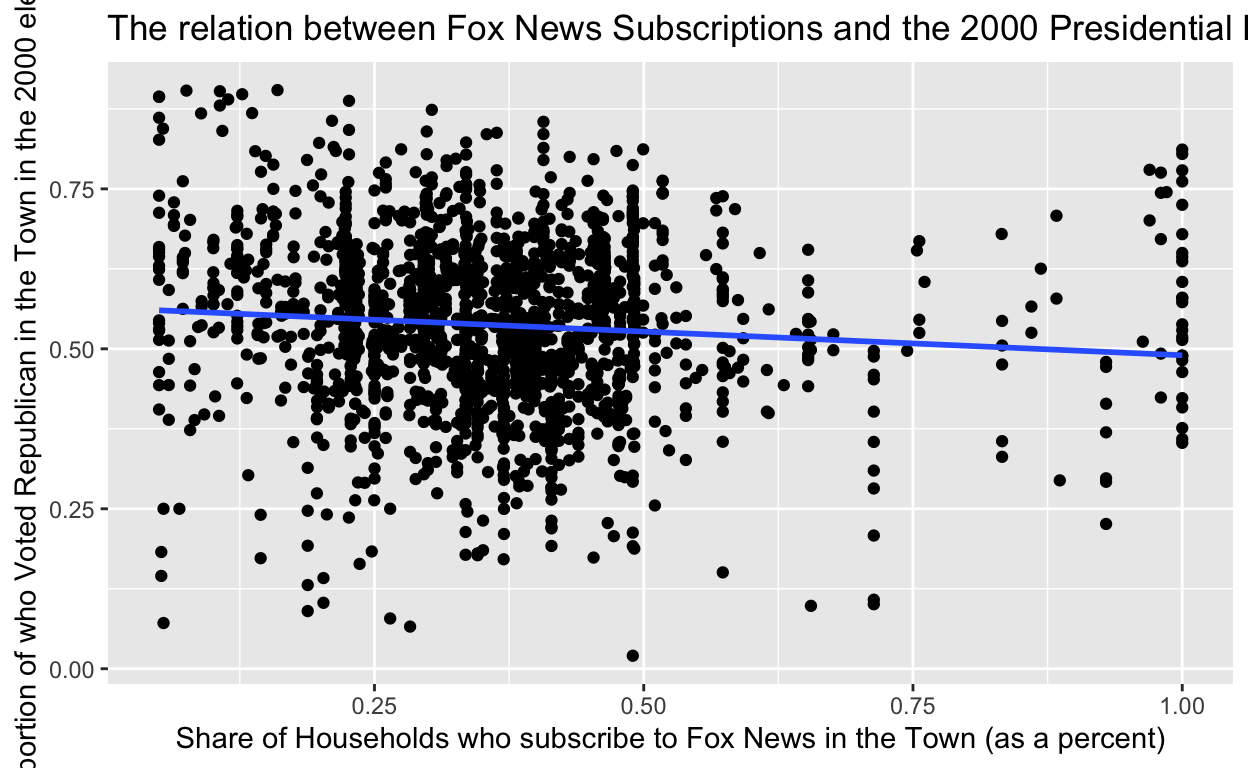 The relation between Fox News Subscriptions and the 2000 Presidential
of who Voted Republican in the Town in the 2000
0.75
0.50
0.25
0.00
0.25 0.50 0.75 1.00
Share of Households who subscribe to Fox News in the Town (as a percent)